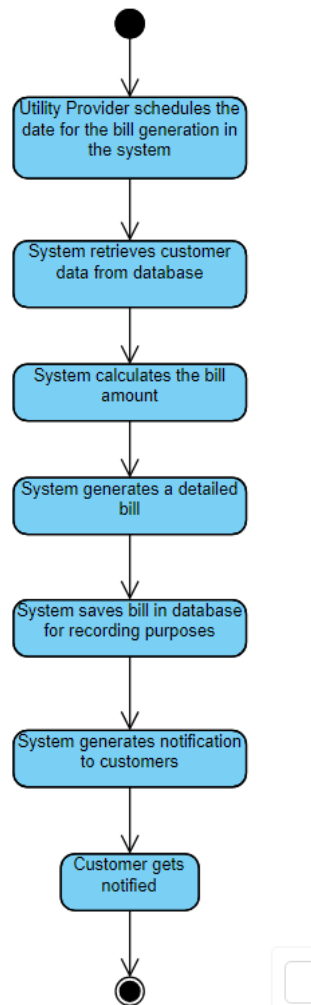 Utility Provider schedules the
date for the bill generation in
the system
System retrieves customer
data from database
System calculates the bill
amount
System generates a detailed
bill
System saves bill in database
for recording purposes
System generates notification
to customers
Customer gets
notified